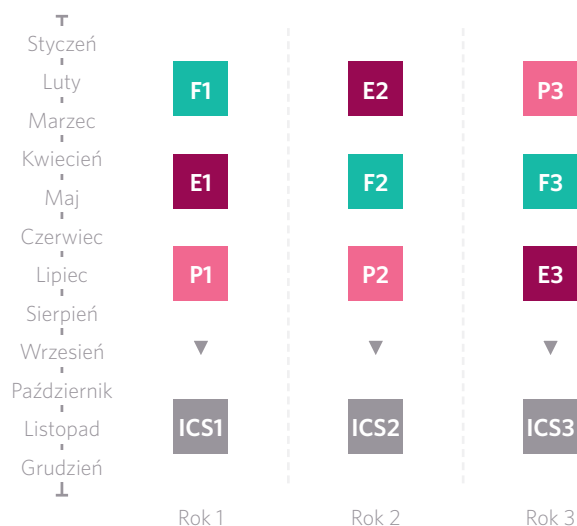 Styczeń
Luty
F1 E2 P3
Marzec
Kwiecień
E1 F2 F3
Maj
Czerwiec
Lipiec
P1 P2 E3
Sierpień
Wrzesień
Październik
Listopad
ICS1 ICS2 ICS3
Grudzień
Rok 1 Rok 2 Rok 3